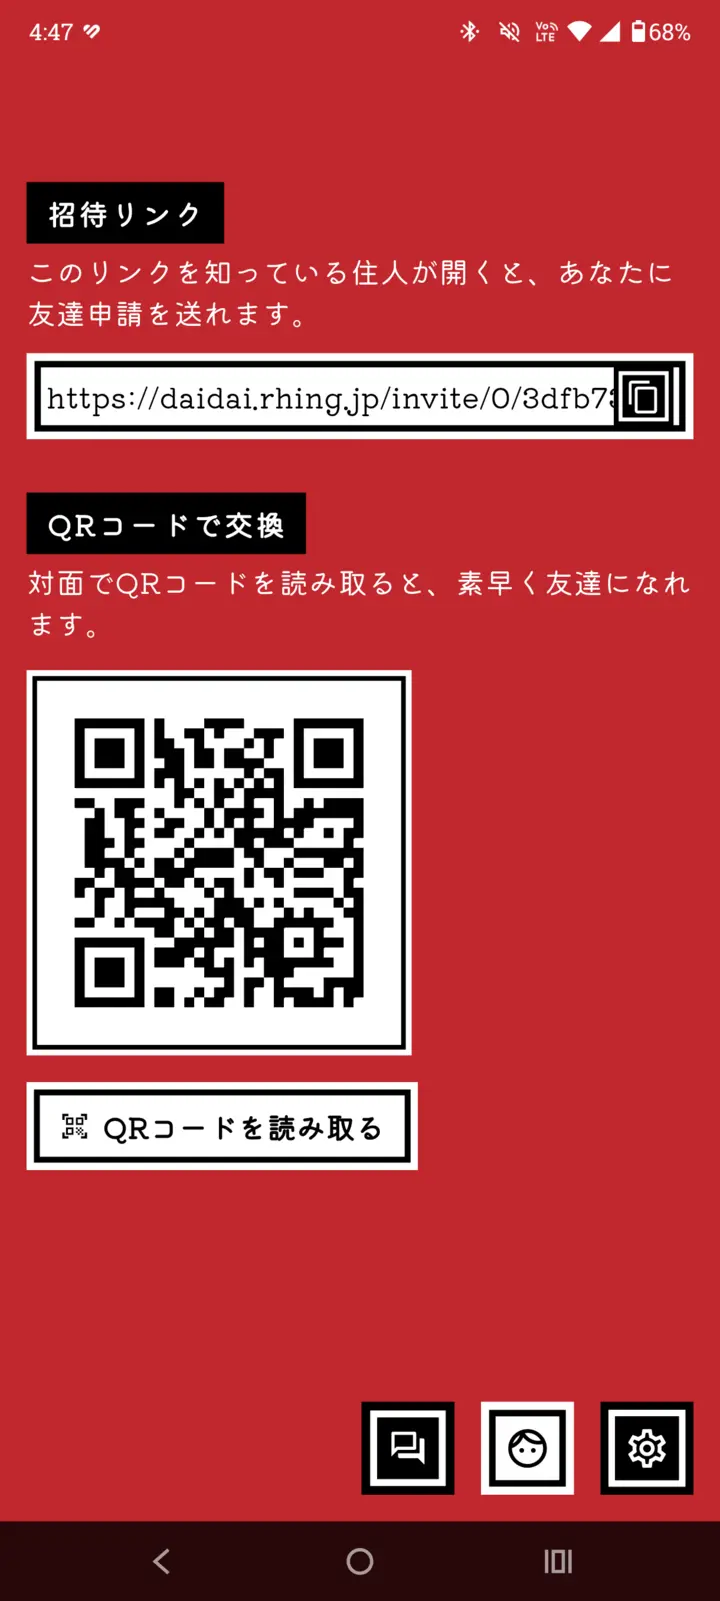 4:47
Vo LTE
68%
招待リンク
このリンクを知っている住人が開くと、あなたに
友達申請を送れます。
https://daidai.rhing.jp/invite/0/3dfb73
QRコードで交換
対面でQRコードを読み取ると、素早く友達になれ
ます。
QRコードを読み取る